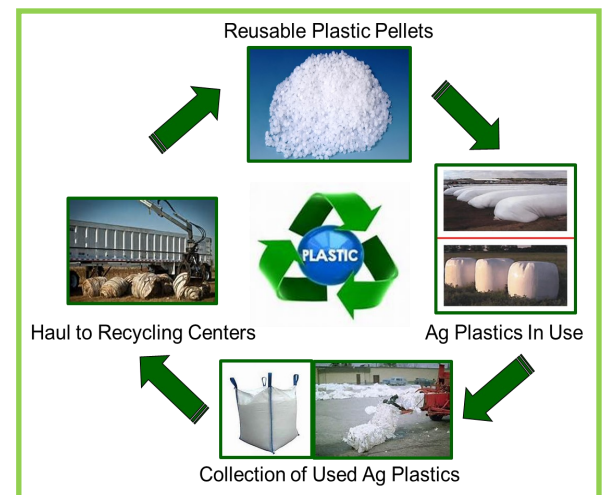 Reusable Plastic Pellets
PLASTIC
Haul to Recycling Centers
Ag Plastics In Use
Collection of Used Ag Plastics